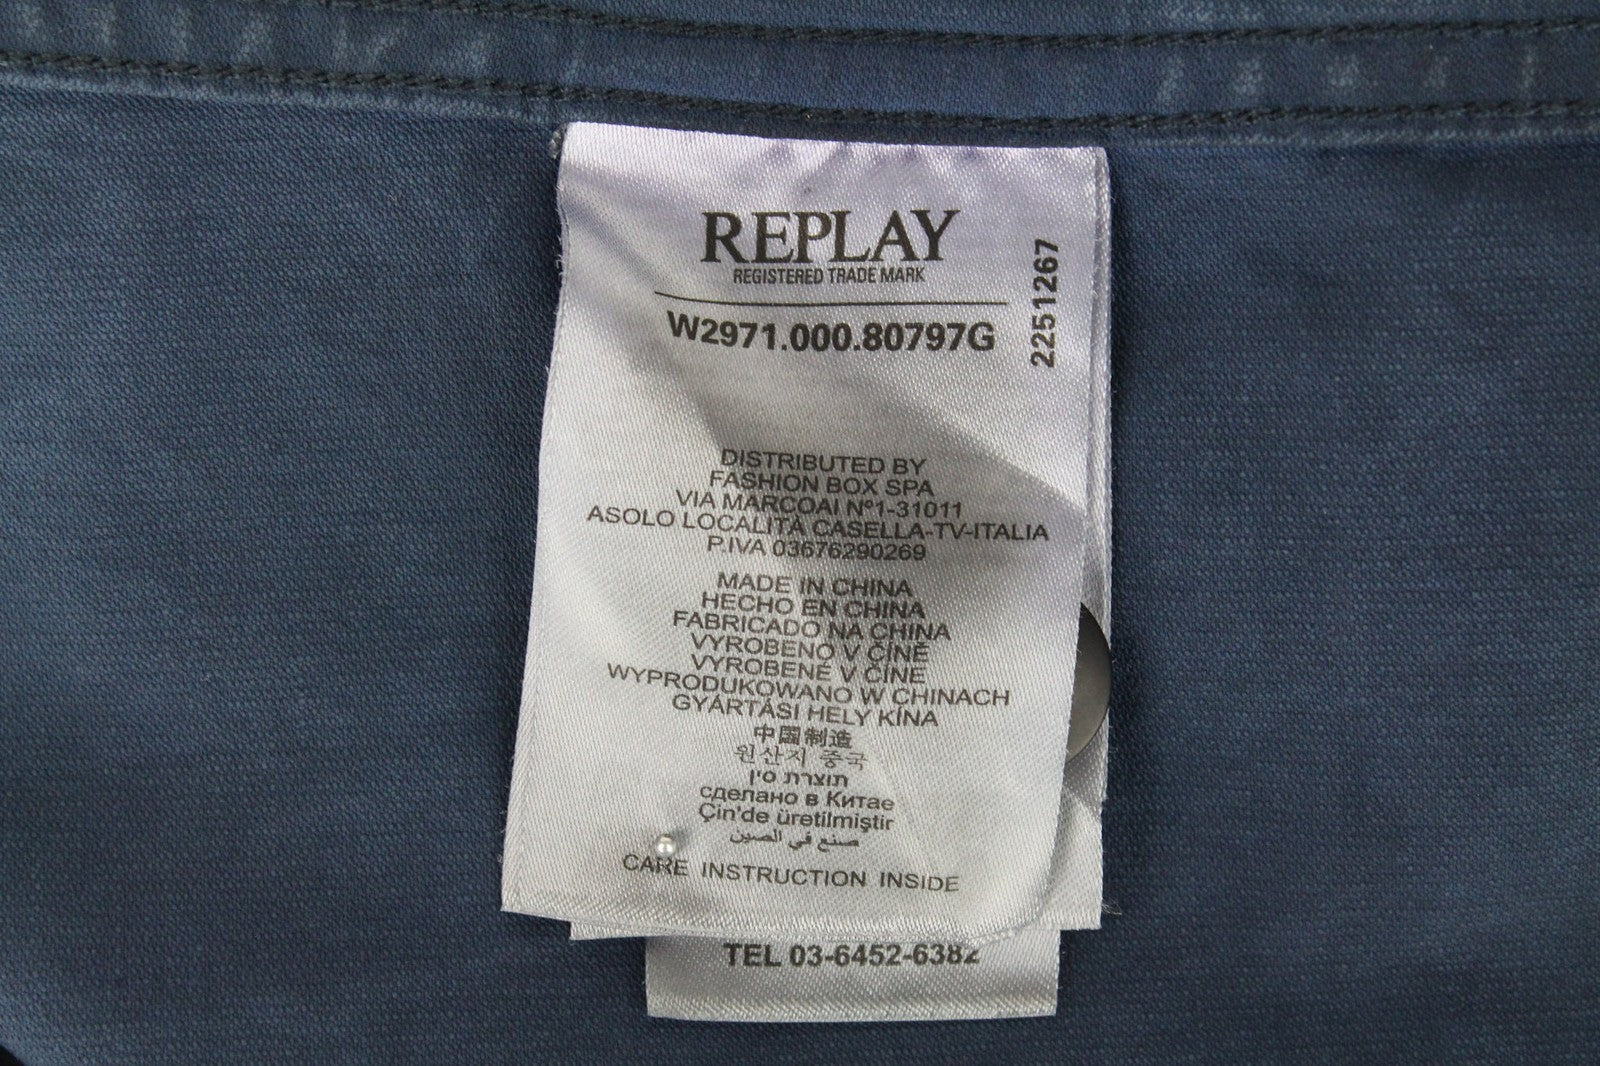 REPLAY
REGISTERED TRADE MARK
W2971.000.80797G
2251267
DISTRIBUTED BY
FASHION BOX SPA
VIA MARCOAI Nº1-31011
ASOLO LOCALITÀ CASELLA-TV-ITALIA
P.IVA 03676290269
MADE IN CHINA
HECHO EN CHINA
FABRICADO NA CHINA
VYROBENO V ČÍNĚ
VYROBENÉ V ČÍNE
WYPRODUKOWANO W CHINACH
GYÁRTÁSI HELY KÍNA
中国制造
원산지 중국
תוצרת סין
сделано в Китае
Çin'de üretilmiştir
صنع في الصين
CARE INSTRUCTION INSIDE
TEL 03-6452-6382